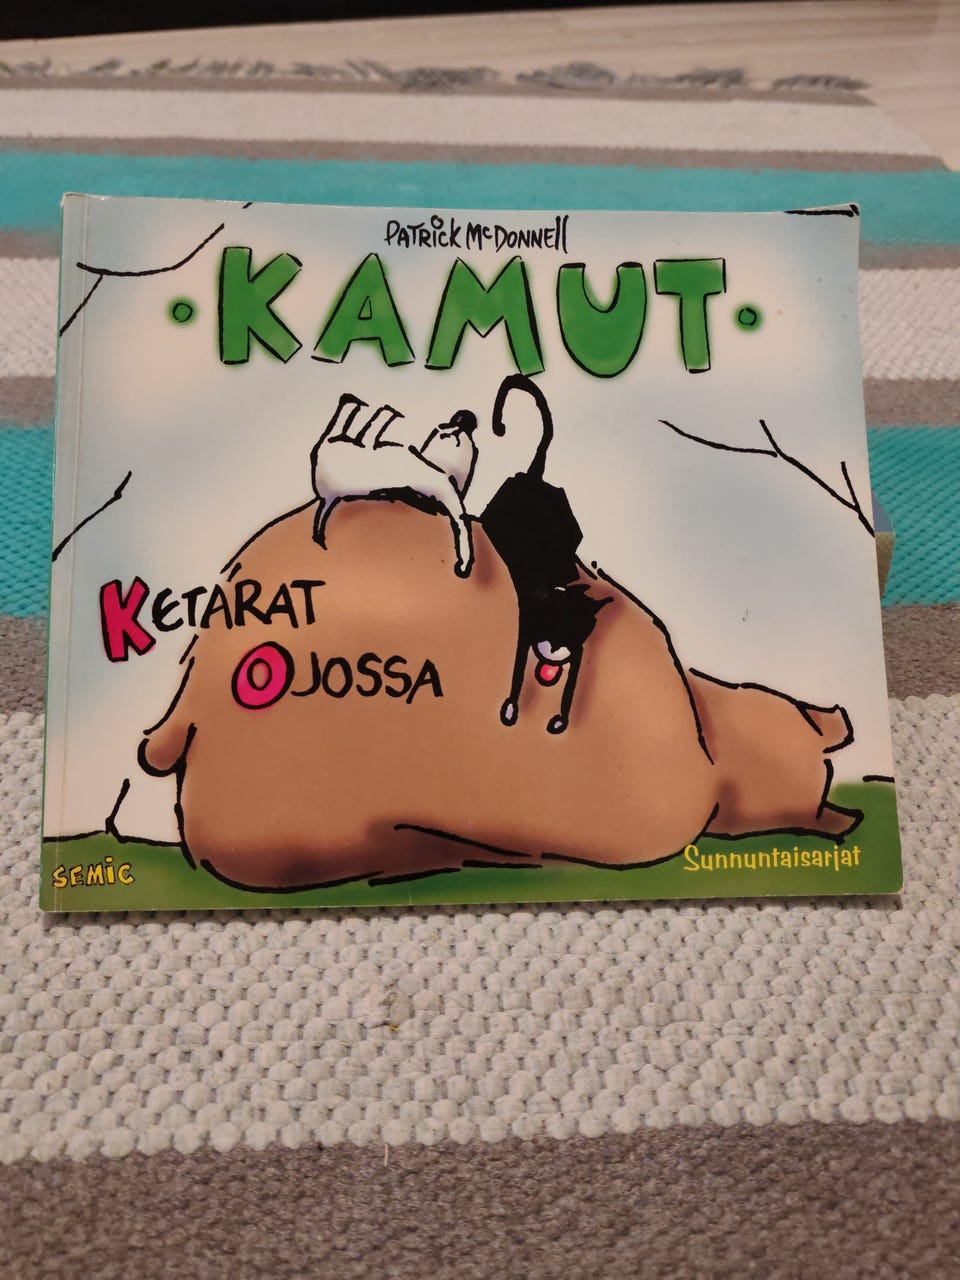 PATRICK McDONNELL
• KAMUT •
KETARAT
OJOSSA
SEMIC
Sunnuntaisarjat